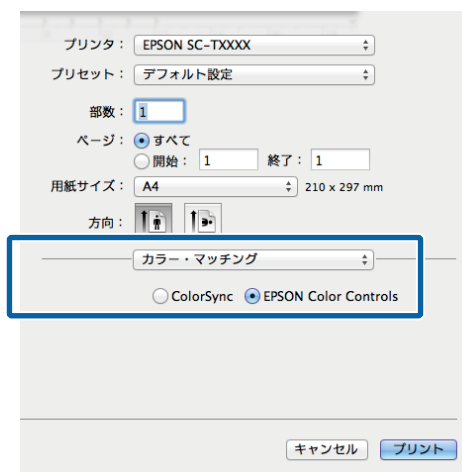 プリンタ： EPSON SC-TXXXX
プリセット： デフォルト設定
部数： 1
ページ： すべて
開始： 1 終了： 1
用紙サイズ： A4 210 x 297 mm
方向：
カラー・マッチング
ColorSync EPSON Color Controls
キャンセル プリント